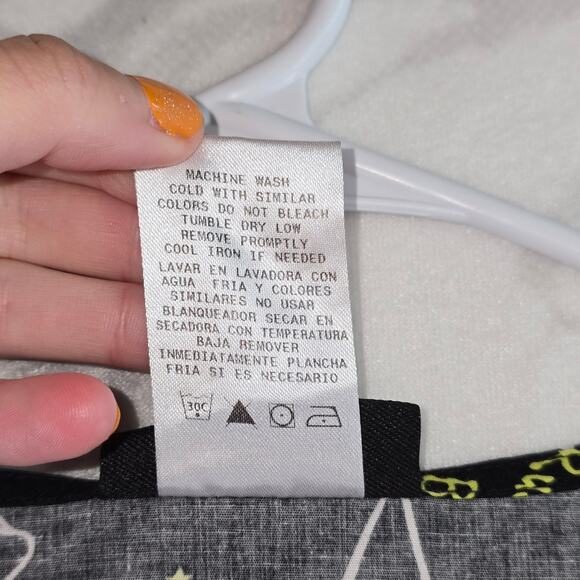 MACHINE WASH
COLD WITH SIMILAR
COLORS DO NOT BLEACH
TUMBLE DRY LOW
REMOVE PROMPTLY
COOL IRON IF NEEDED
LAVAR EN LAVADORA CON
AGUA FRIA Y COLORES
SIMILARES NO USAR
BLANQUEADOR SECAR EN
SECADORA CON TEMPERATURA
BAJA REMOVER
INMEDIATAMENTE PLANCHA
FRIA SI ES NECESARIO
30C